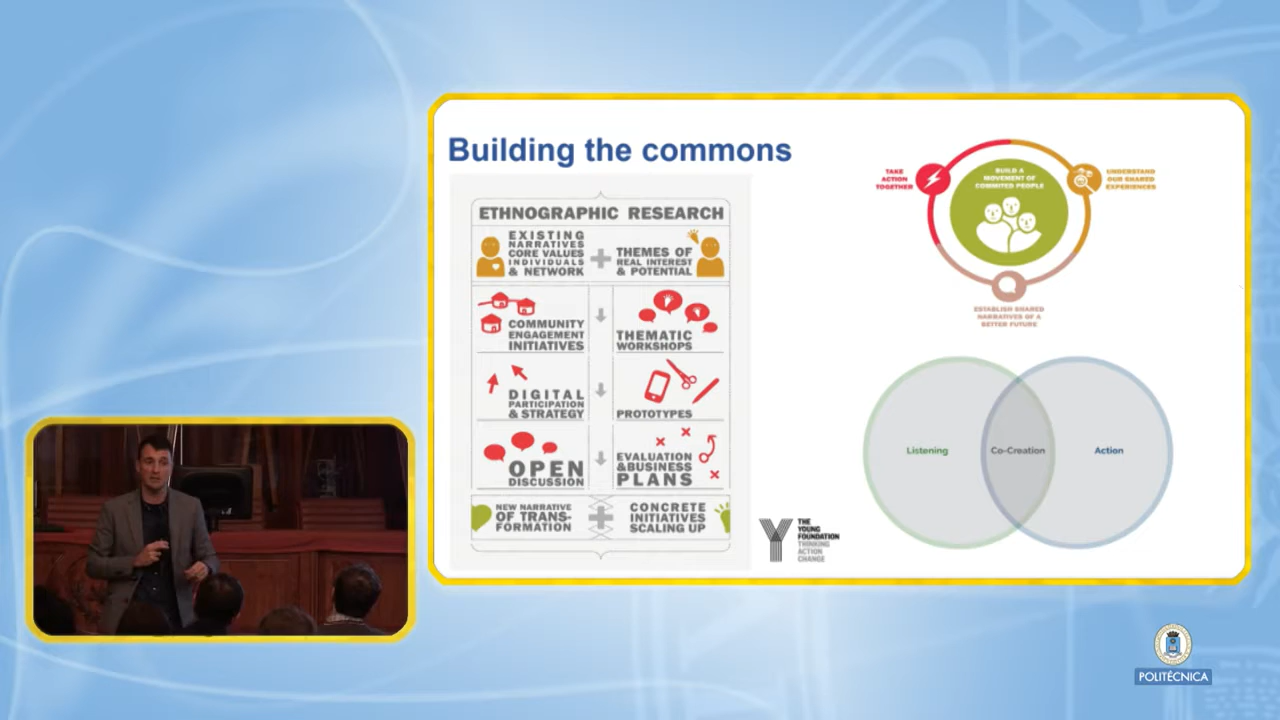 Building the commons
ETHNOGRAPHIC RESEARCH
EXISTING
NARRATIVES
CORE VALUES
INDIVIDUALS
& NETWORK
THEMES OF
REAL INTEREST
& POTENTIAL
COMMUNITY
ENGAGEMENT
INITIATIVES
THEMATIC
WORKSHOPS
DIGITAL
PARTICIPATION
& STRATEGY
PROTOTYPES
OPEN
DISCUSSION
EVALUATION
& BUSINESS
PLANS
NEW NARRATIVE
OF TRANS-
FORMATION
CONCRETE
INITIATIVES
SCALING UP
THE
YOUNG
FOUNDATION
THINKING
ACTION
CHANGE
TAKE
ACTION
TOGETHER
BUILD A
MOVEMENT OF
COMMITED PEOPLE
UNDERSTAND
OUR SHARED
EXPERIENCES
ESTABLISH SHARED
NARRATIVES OF A
BETTER FUTURE
Listening
Co-Creation
Action
POLITÉCNICA